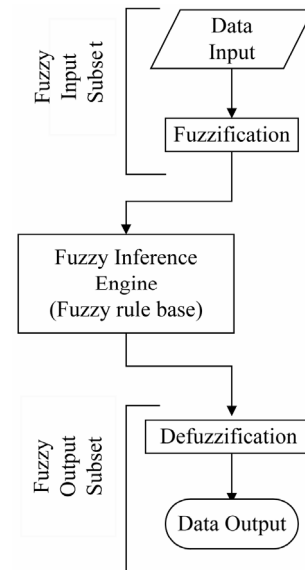 Fuzzy
Input
Subset
Data
Input
Fuzzification
Fuzzy Inference
Engine
(Fuzzy rule base)
Fuzzy
Output
Subset
Defuzzification
Data Output